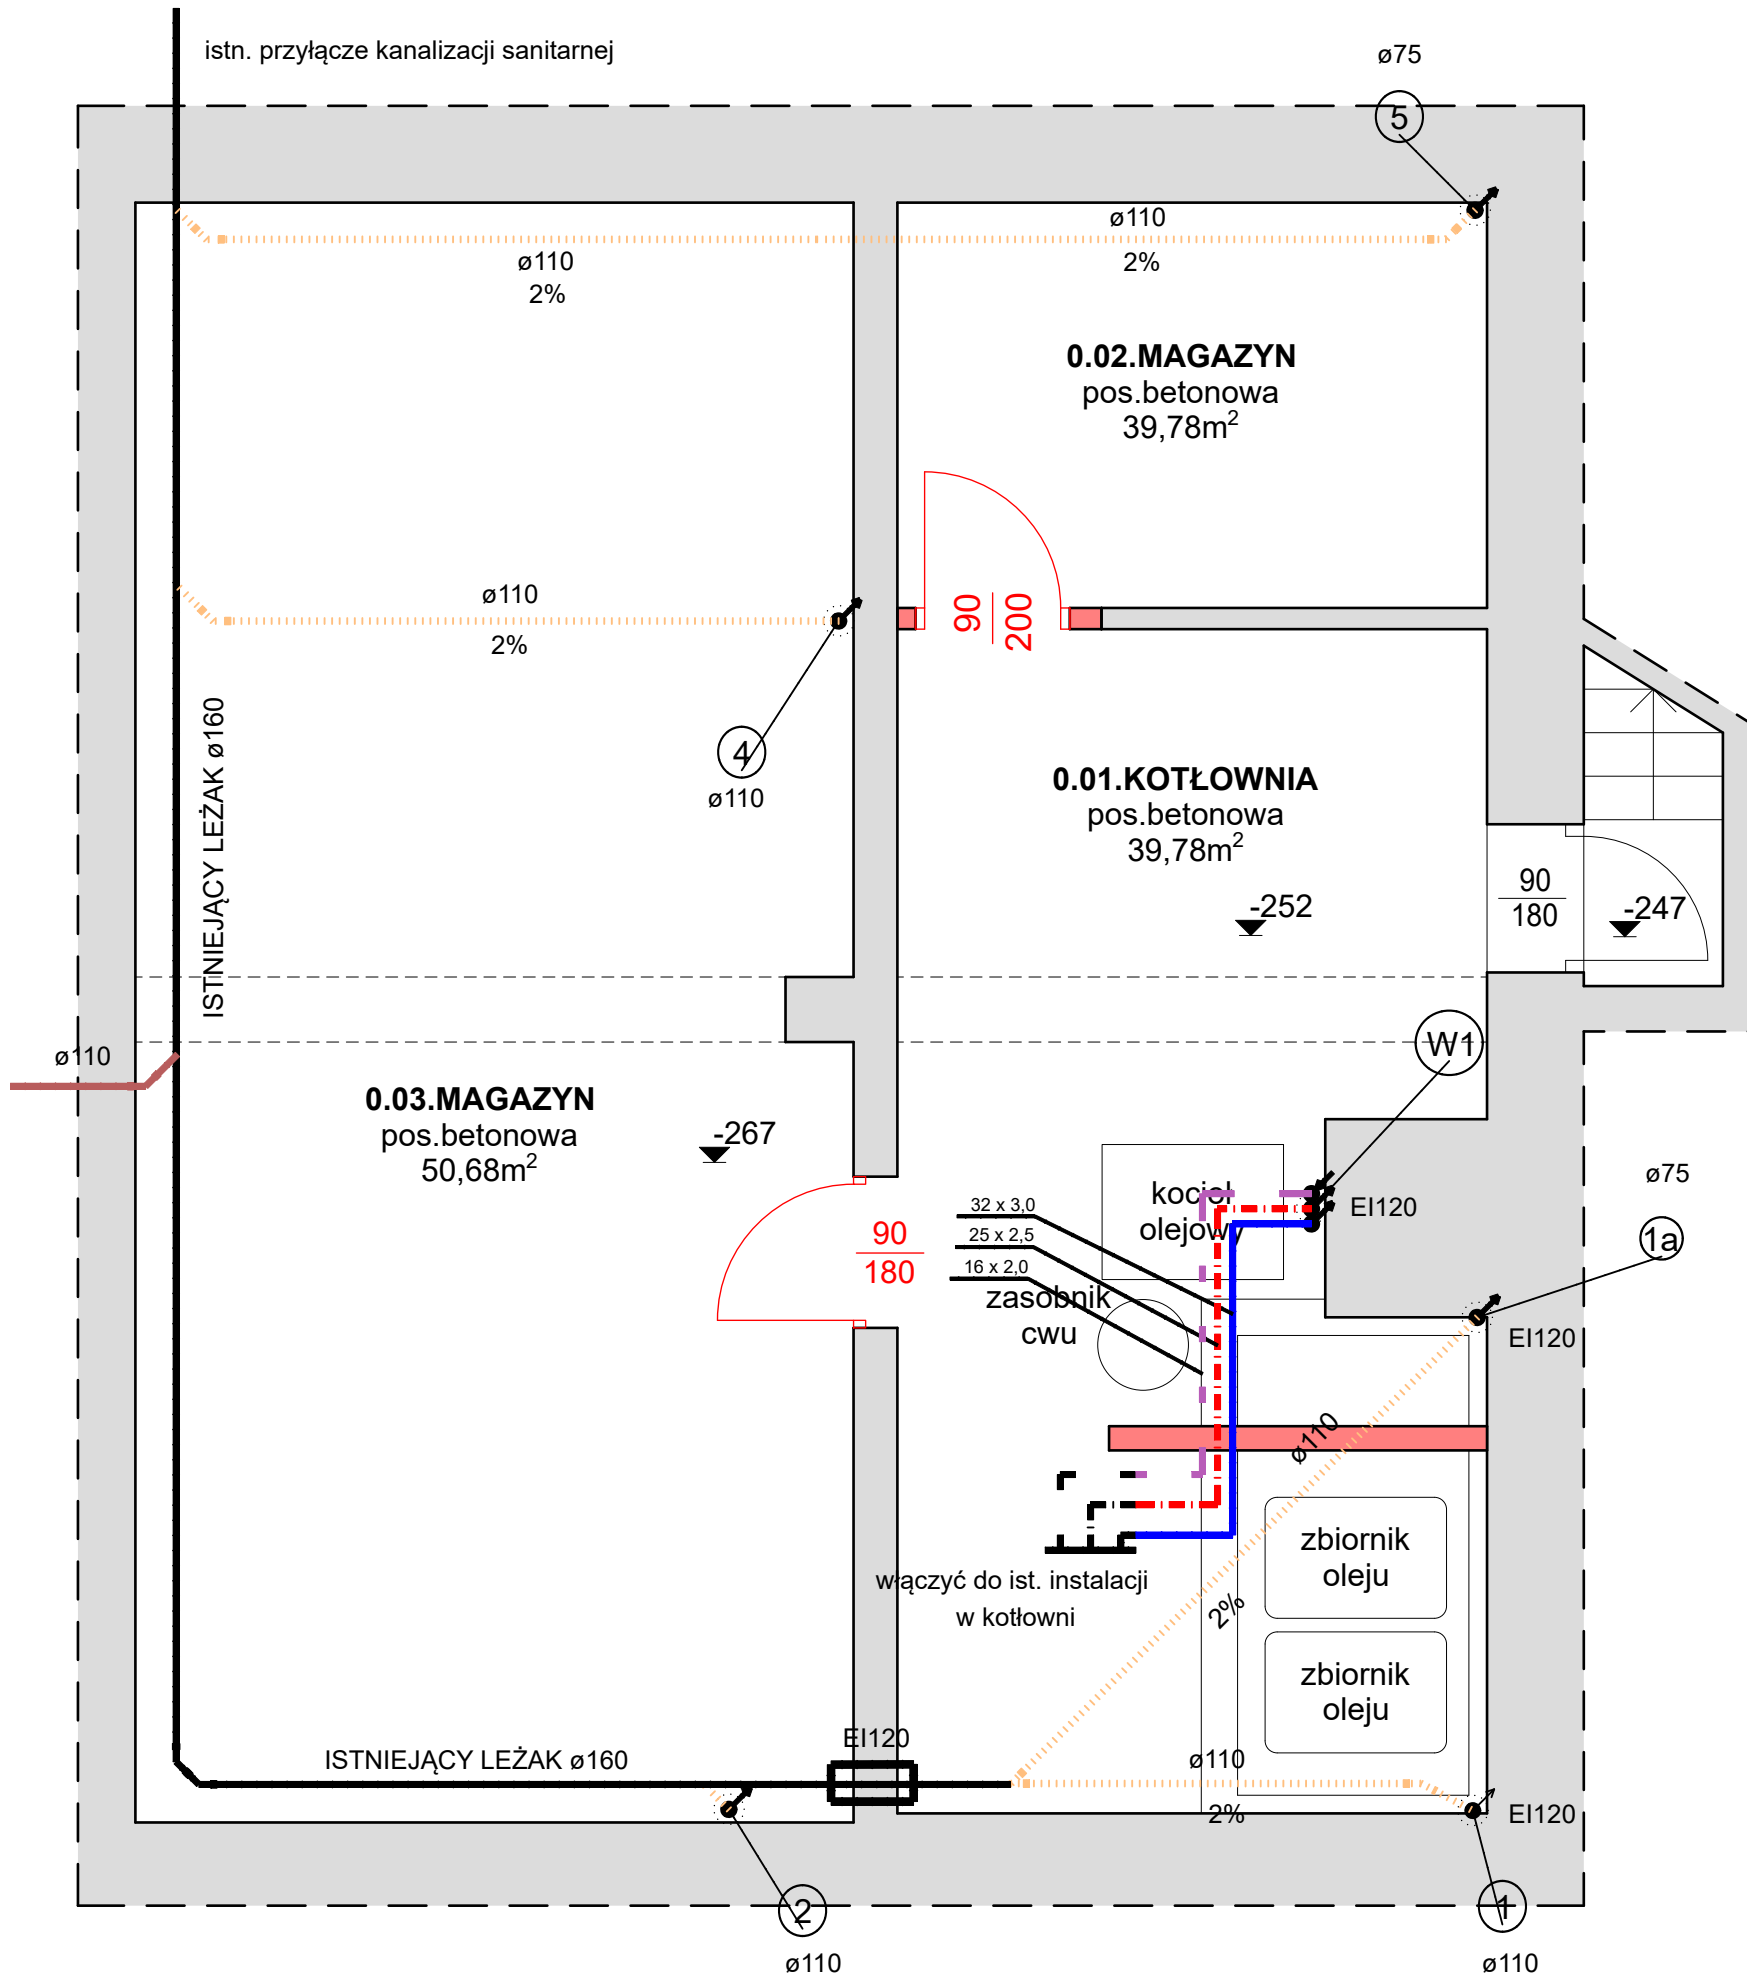 istn. przyłącze kanalizacji sanitarnej
ø75
5
ø110
2%
ø110
2%
0.02.MAGAZYN
pos.betonowa
39,78m²
90
200
ø110
2%
4
ø110
ISTNIEJĄCY LEŻAK ø160
0.01.KOTŁOWNIA
pos.betonowa
39,78m²
-252
90
180
-247
W1
ø110
0.03.MAGAZYN
pos.betonowa
50,68m²
-267
90
180
kocioł
olejowy
EI120
ø75
1a
EI120
32 x 3,0
25 x 2,5
16 x 2,0
zasobnik
cwu
ø110
2%
zbiornik
oleju
zbiornik
oleju
włączyć do ist. instalacji
w kotłowni
ISTNIEJĄCY LEŻAK ø160
EI120
ø110
2%
EI120
2
ø110
1
ø110